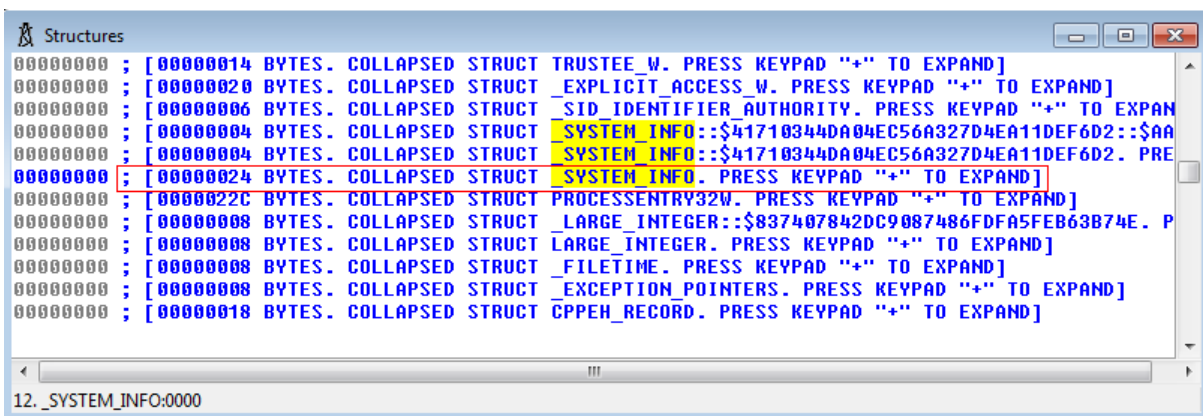 Structures
00000000 ; [00000014 BYTES. COLLAPSED STRUCT TRUSTEE_W. PRESS KEYPAD "+" TO EXPAND]
00000000 ; [00000020 BYTES. COLLAPSED STRUCT _EXPLICIT_ACCESS_W. PRESS KEYPAD "+" TO EXPAND]
00000000 ; [00000006 BYTES. COLLAPSED STRUCT _SID_IDENTIFIER_AUTHORITY. PRESS KEYPAD "+" TO EXPAN
00000000 ; [00000004 BYTES. COLLAPSED STRUCT _SYSTEM_INFO::$41710344DA04EC56A327D4EA11DEF6D2::$AA
00000000 ; [00000004 BYTES. COLLAPSED STRUCT _SYSTEM_INFO::$41710344DA04EC56A327D4EA11DEF6D2. PRE
00000000 ; [00000024 BYTES. COLLAPSED STRUCT _SYSTEM_INFO. PRESS KEYPAD "+" TO EXPAND]
00000000 ; [0000022C BYTES. COLLAPSED STRUCT PROCESSENTRY32W. PRESS KEYPAD "+" TO EXPAND]
00000000 ; [00000008 BYTES. COLLAPSED STRUCT _LARGE_INTEGER::$837407842DC9087486FDFA5FEB63B74E. P
00000000 ; [00000008 BYTES. COLLAPSED STRUCT LARGE_INTEGER. PRESS KEYPAD "+" TO EXPAND]
00000000 ; [00000008 BYTES. COLLAPSED STRUCT _FILETIME. PRESS KEYPAD "+" TO EXPAND]
00000000 ; [00000008 BYTES. COLLAPSED STRUCT _EXCEPTION_POINTERS. PRESS KEYPAD "+" TO EXPAND]
00000000 ; [00000018 BYTES. COLLAPSED STRUCT CPPEH_RECORD. PRESS KEYPAD "+" TO EXPAND]
12. _SYSTEM_INFO:0000